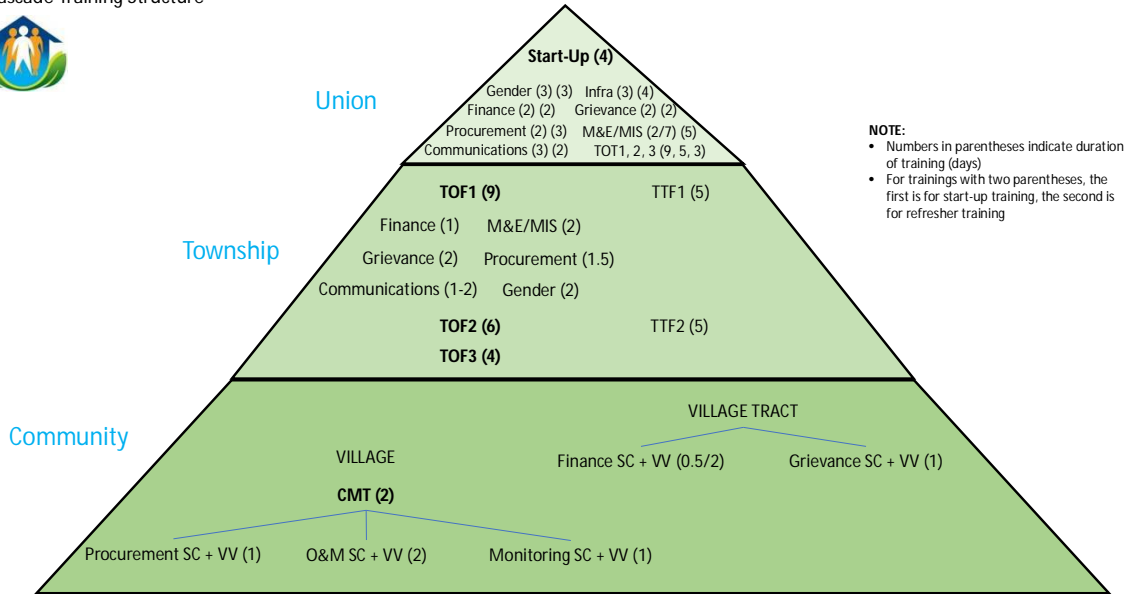 ascade Training Structure
Start-Up (4)
Union
Gender (3) (3) Infra (3) (4)
Finance (2) (2) Grievance (2) (2)
Procurement (2) (3) M&E/MIS (2/7) (5)
Communications (3) (2) TOT1, 2, 3 (9, 5, 3)
NOTE:
• Numbers in parentheses indicate duration
of training (days)
• For trainings with two parentheses, the
first is for start-up training, the second is
for refresher training
Township
TOF1 (9) TTF1 (5)
Finance (1) M&E/MIS (2)
Grievance (2) Procurement (1.5)
Communications (1-2) Gender (2)
TOF2 (6) TTF2 (5)
TOF3 (4)
Community
VILLAGE TRACT
Finance SC + VV (0.5/2) Grievance SC + VV (1)
VILLAGE
CMT (2)
Procurement SC + VV (1) O&M SC + VV (2) Monitoring SC + VV (1)